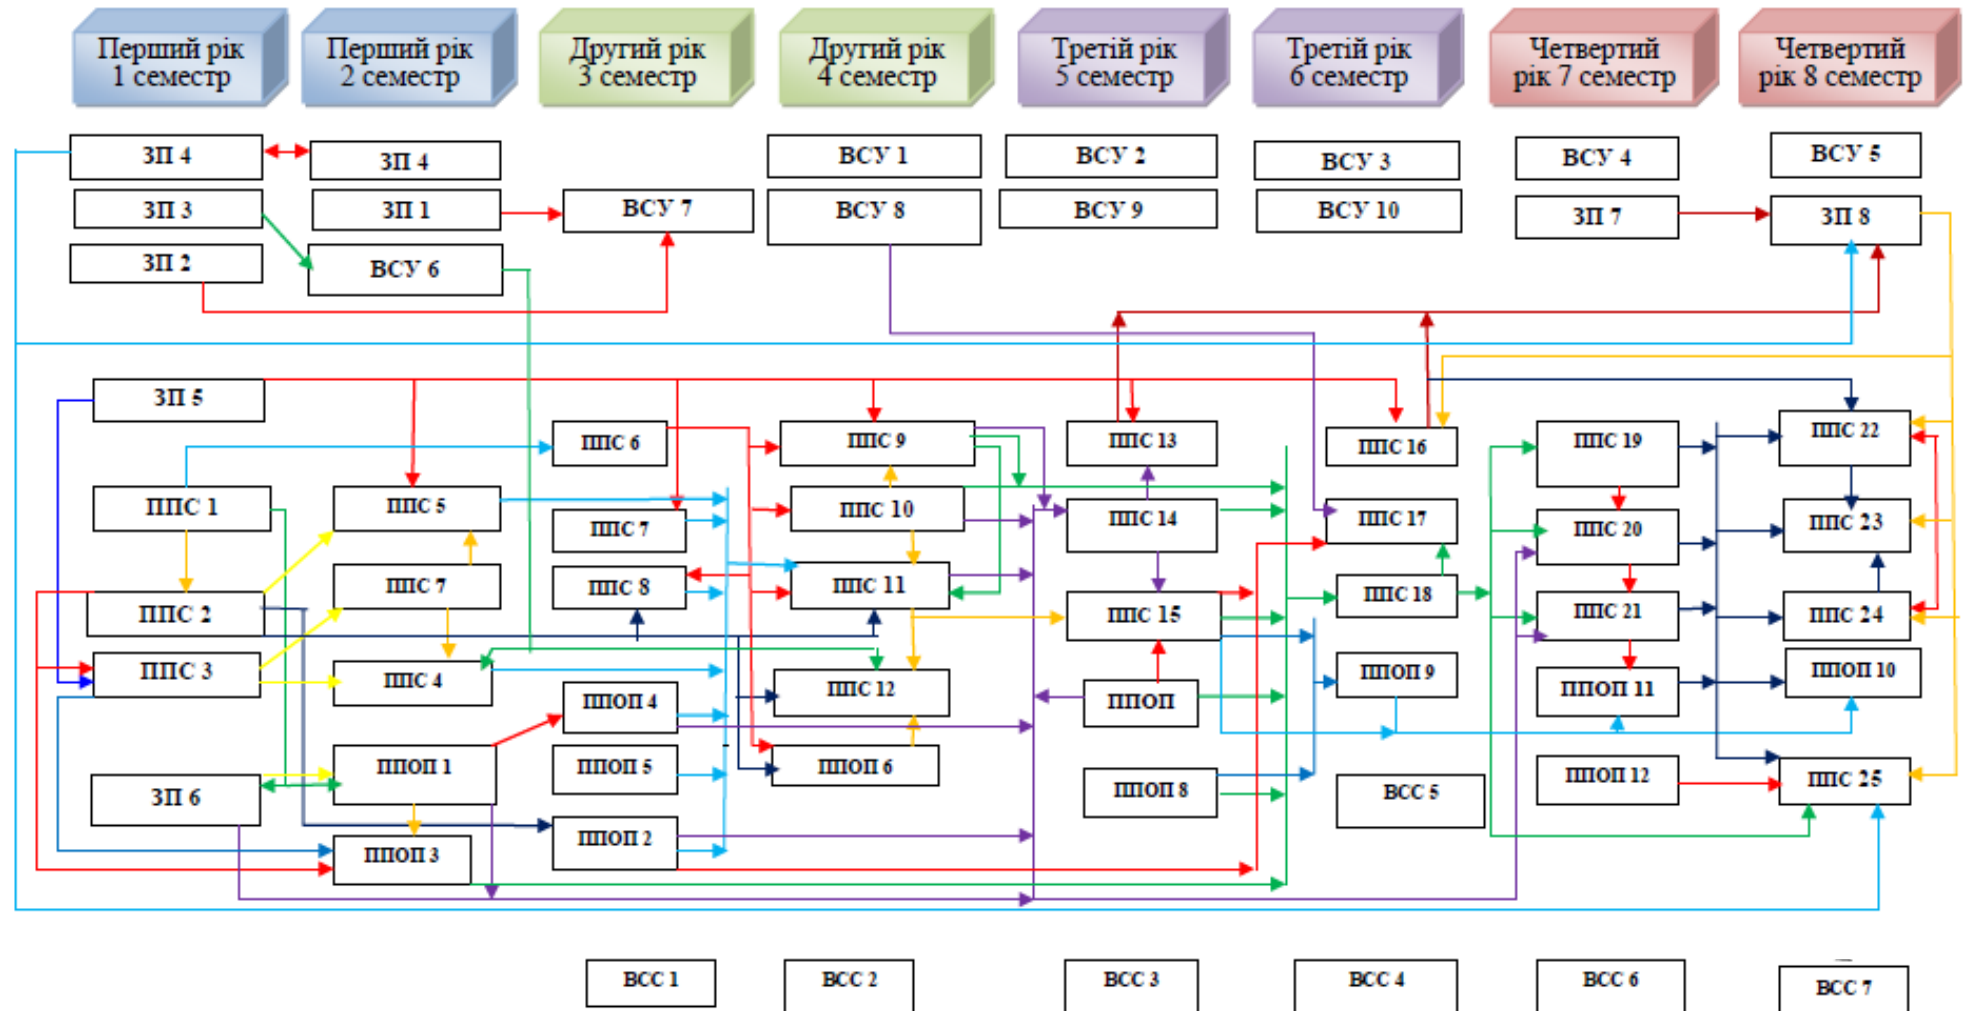 Перший рік
1 семестр
Перший рік
2 семестр
Другий рік
3 семестр
Другий рік
4 семестр
Третій рік
5 семестр
Третій рік
6 семестр
Четвертий
рік 7 семестр
Четвертий
рік 8 семестр
ЗП 4
ЗП 4
ВСУ 1
ВСУ 2
ВСУ 3
ВСУ 4
ВСУ 5
ЗП 3
ЗП 1
ВСУ 7
ВСУ 8
ВСУ 9
ВСУ 10
ЗП 7
ЗП 8
ЗП 2
ВСУ 6
ЗП 5
ППС 6
ППС 9
ППС 13
ППС 16
ППС 19
ППС 22
ППС 1
ППС 5
ППС 7
ППС 10
ППС 14
ППС 17
ППС 20
ППС 23
ППС 2
ППС 7
ППС 8
ППС 11
ППС 15
ППС 18
ППС 21
ППС 24
ППС 3
ППС 4
ППОП 4
ППС 12
ППОП
ППОП 9
ППОП 11
ППОП 10
ЗП 6
ППОП 1
ППОП 5
ППОП 6
ППОП 8
ВСС 5
ППОП 12
ППС 25
ППОП 3
ППОП 2
ВСС 1
ВСС 2
ВСС 3
ВСС 4
ВСС 6
ВСС 7